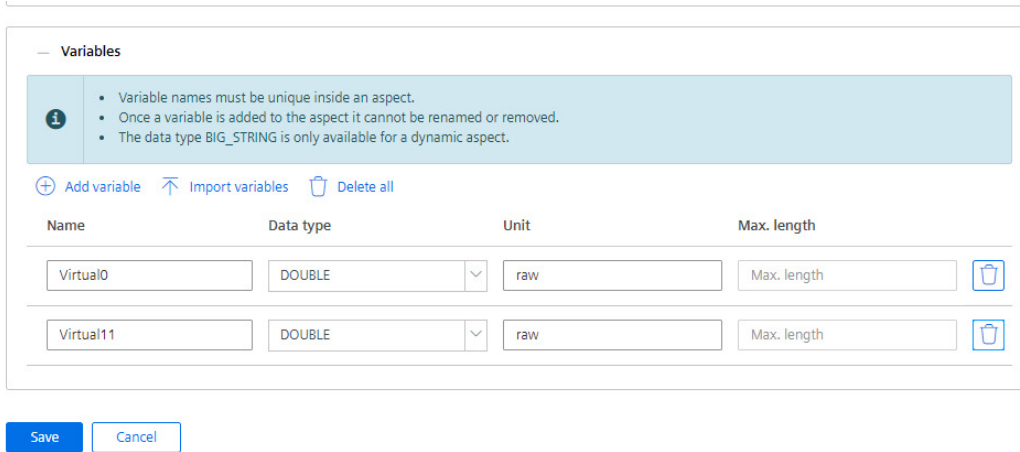 Variables
Variable names must be unique inside an aspect.
Once a variable is added to the aspect it cannot be renamed or removed.
The data type BIG_STRING is only available for a dynamic aspect.
Add variable Import variables Delete all
Name Data type Unit Max. length
Virtual0 DOUBLE raw Max. length
Virtual11 DOUBLE raw Max. length
Save Cancel